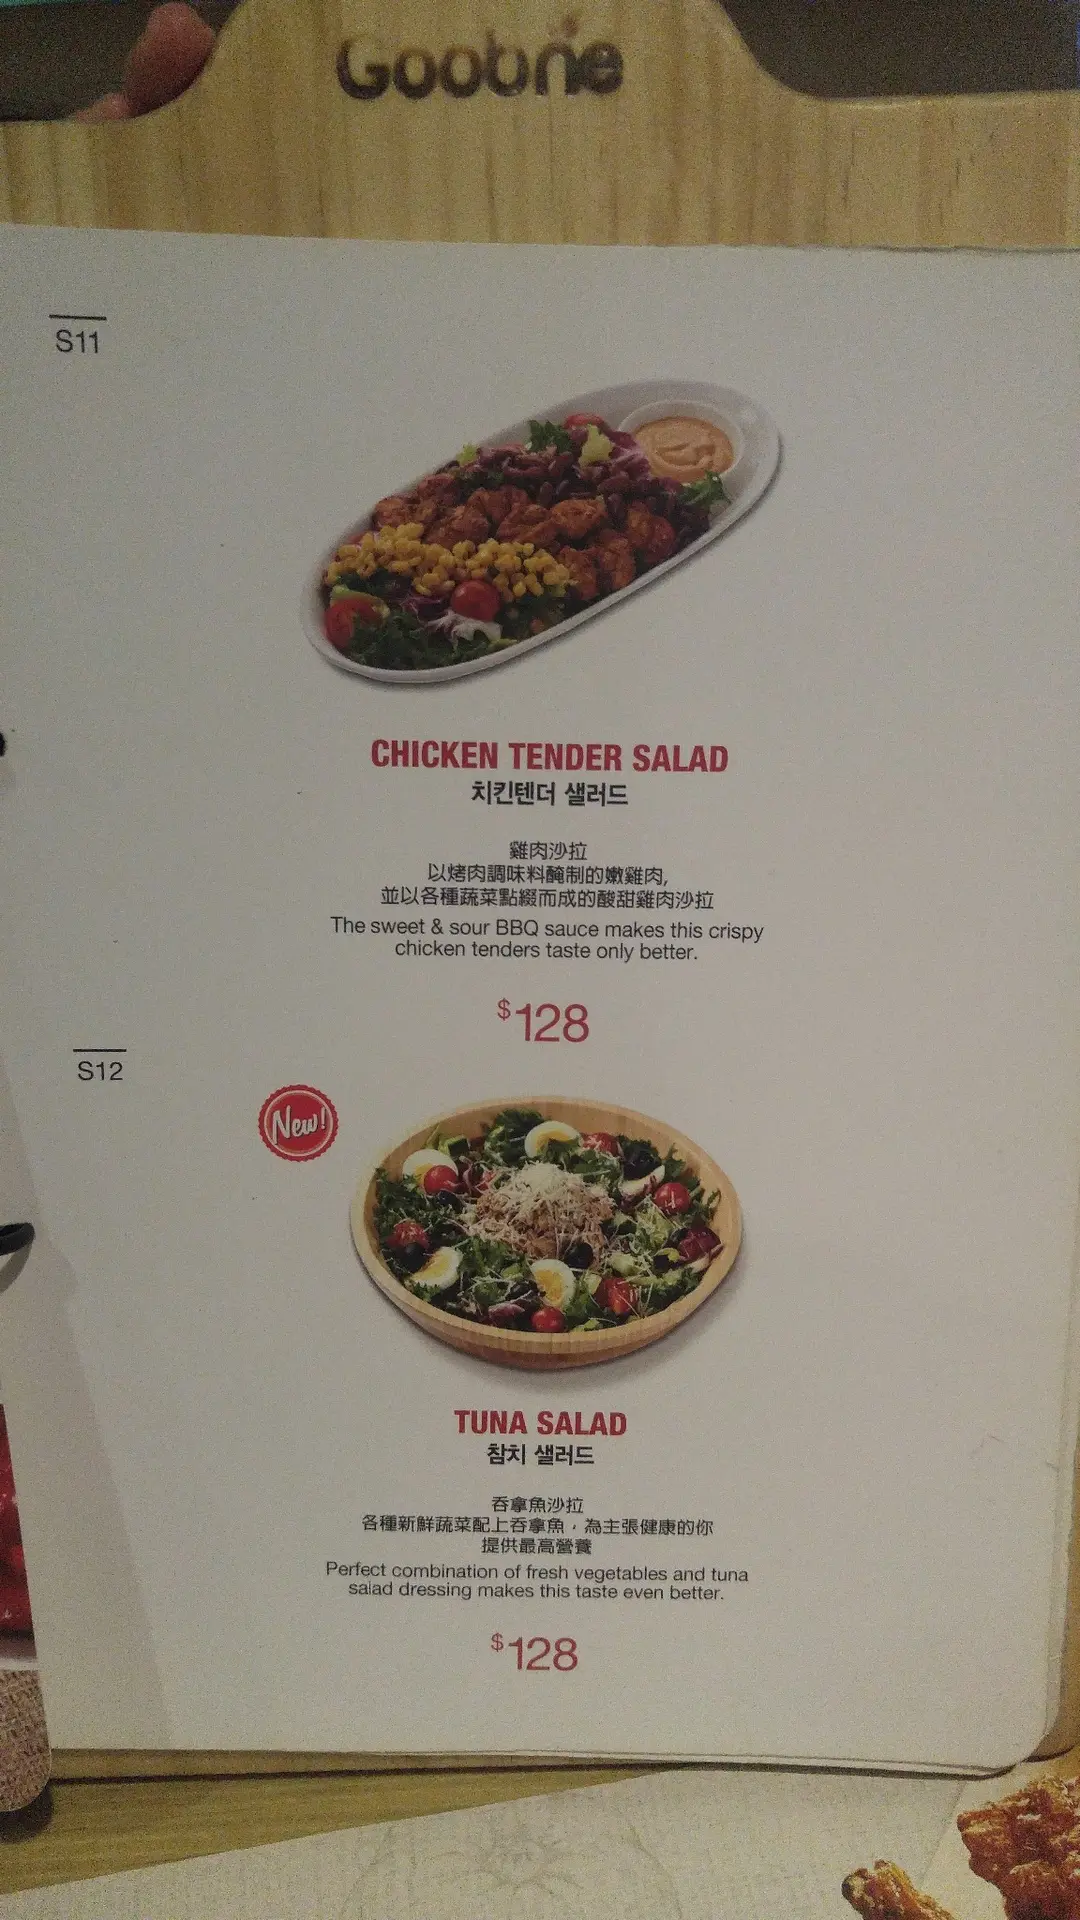 Goobne
S11
CHICKEN TENDER SALAD
치킨텐더 샐러드
雞肉沙拉
以烤肉調味料醃制的嫩雞肉,
並以各種蔬菜點綴而成的酸甜雞肉沙拉
The sweet & sour BBQ sauce makes this crispy
chicken tenders taste only better.
$128
S12
New!
TUNA SALAD
참치 샐러드
吞拿魚沙拉
各種新鮮蔬菜配上吞拿魚，為主張健康的你
提供最高營養
Perfect combination of fresh vegetables and tuna
salad dressing makes this taste even better.
$128